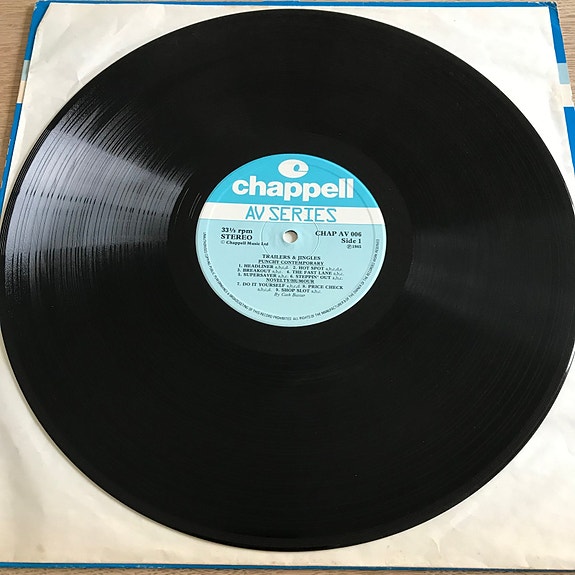 chappell
AV SERIES
33⅓ rpm
STEREO
© Chappell Music Ltd
CHAP AV 006
Side 1
TRAILERS & JINGLES
PUNCHY CONTEMPORARY
1. HEADLINER a.b.c.d. 2. HOT SPOT a.b.c.d.e
3. BREAKOUT a.b.c. 4. THE FAST LANE a.b.c.
5. SUPERSAVER a.b.c. 6. STEPPIN' OUT a.b.c.
NOVELTY/HUMOUR
7. DO IT YOURSELF a.b.c.d. 8. PRICE CHECK
a.b.c.d. 9. SHOP SLOT a.b.c.